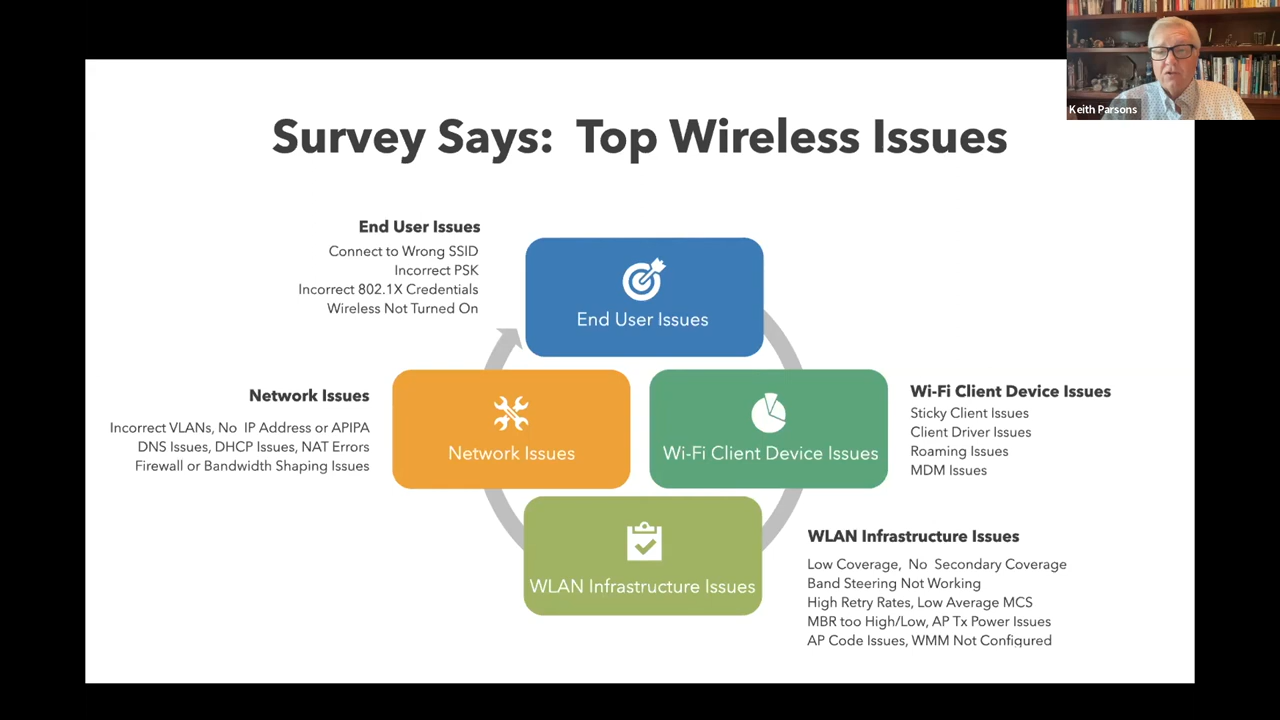 Keith Parsons
Survey Says:  Top Wireless Issues
End User Issues
Connect to Wrong SSID
Incorrect PSK
Incorrect 802.1X Credentials
Wireless Not Turned On
End User Issues
Network Issues
Incorrect VLANs, No  IP Address or APIPA
DNS Issues, DHCP Issues, NAT Errors
Firewall or Bandwidth Shaping Issues
Network Issues
Wi-Fi Client Device Issues
Wi-Fi Client Device Issues
Sticky Client Issues
Client Driver Issues
Roaming Issues
MDM Issues
WLAN Infrastructure Issues
WLAN Infrastructure Issues
Low Coverage,  No  Secondary Coverage
Band Steering Not Working
High Retry Rates, Low Average MCS
MBR too High/Low, AP Tx Power Issues
AP Code Issues, WMM Not Configured